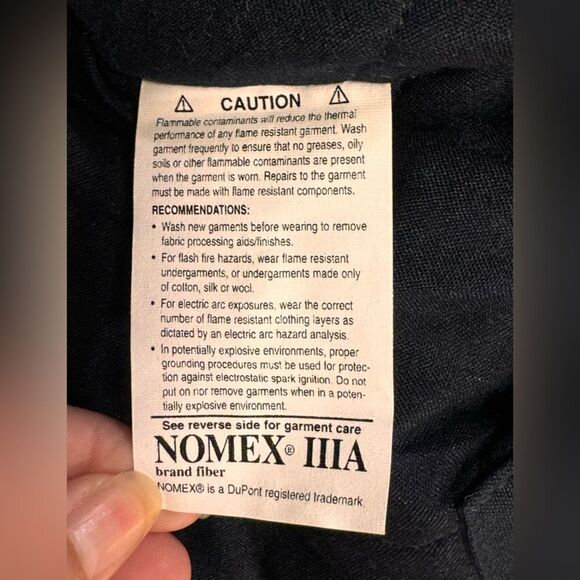 ⚠ CAUTION ⚠
Flammable contaminants will reduce the thermal
performance of any flame resistant garment. Wash
garment frequently to ensure that no greases, oily
soils or other flammable contaminants are present
when the garment is worn. Repairs to the garment
must be made with flame resistant components.
RECOMMENDATIONS:
• Wash new garments before wearing to remove
fabric processing aids/finishes.
• For flash fire hazards, wear flame resistant
undergarments, or undergarments made only
of cotton, silk or wool.
• For electric arc exposures, wear the correct
number of flame resistant clothing layers as
dictated by an electric arc hazard analysis.
• In potentially explosive environments, proper
grounding procedures must be used for protec-
tion against electrostatic spark ignition. Do not
put on nor remove garments when in a poten-
tially explosive environment.
See reverse side for garment care
NOMEX® IIIA
brand fiber
NOMEX® is a DuPont registered trademark.